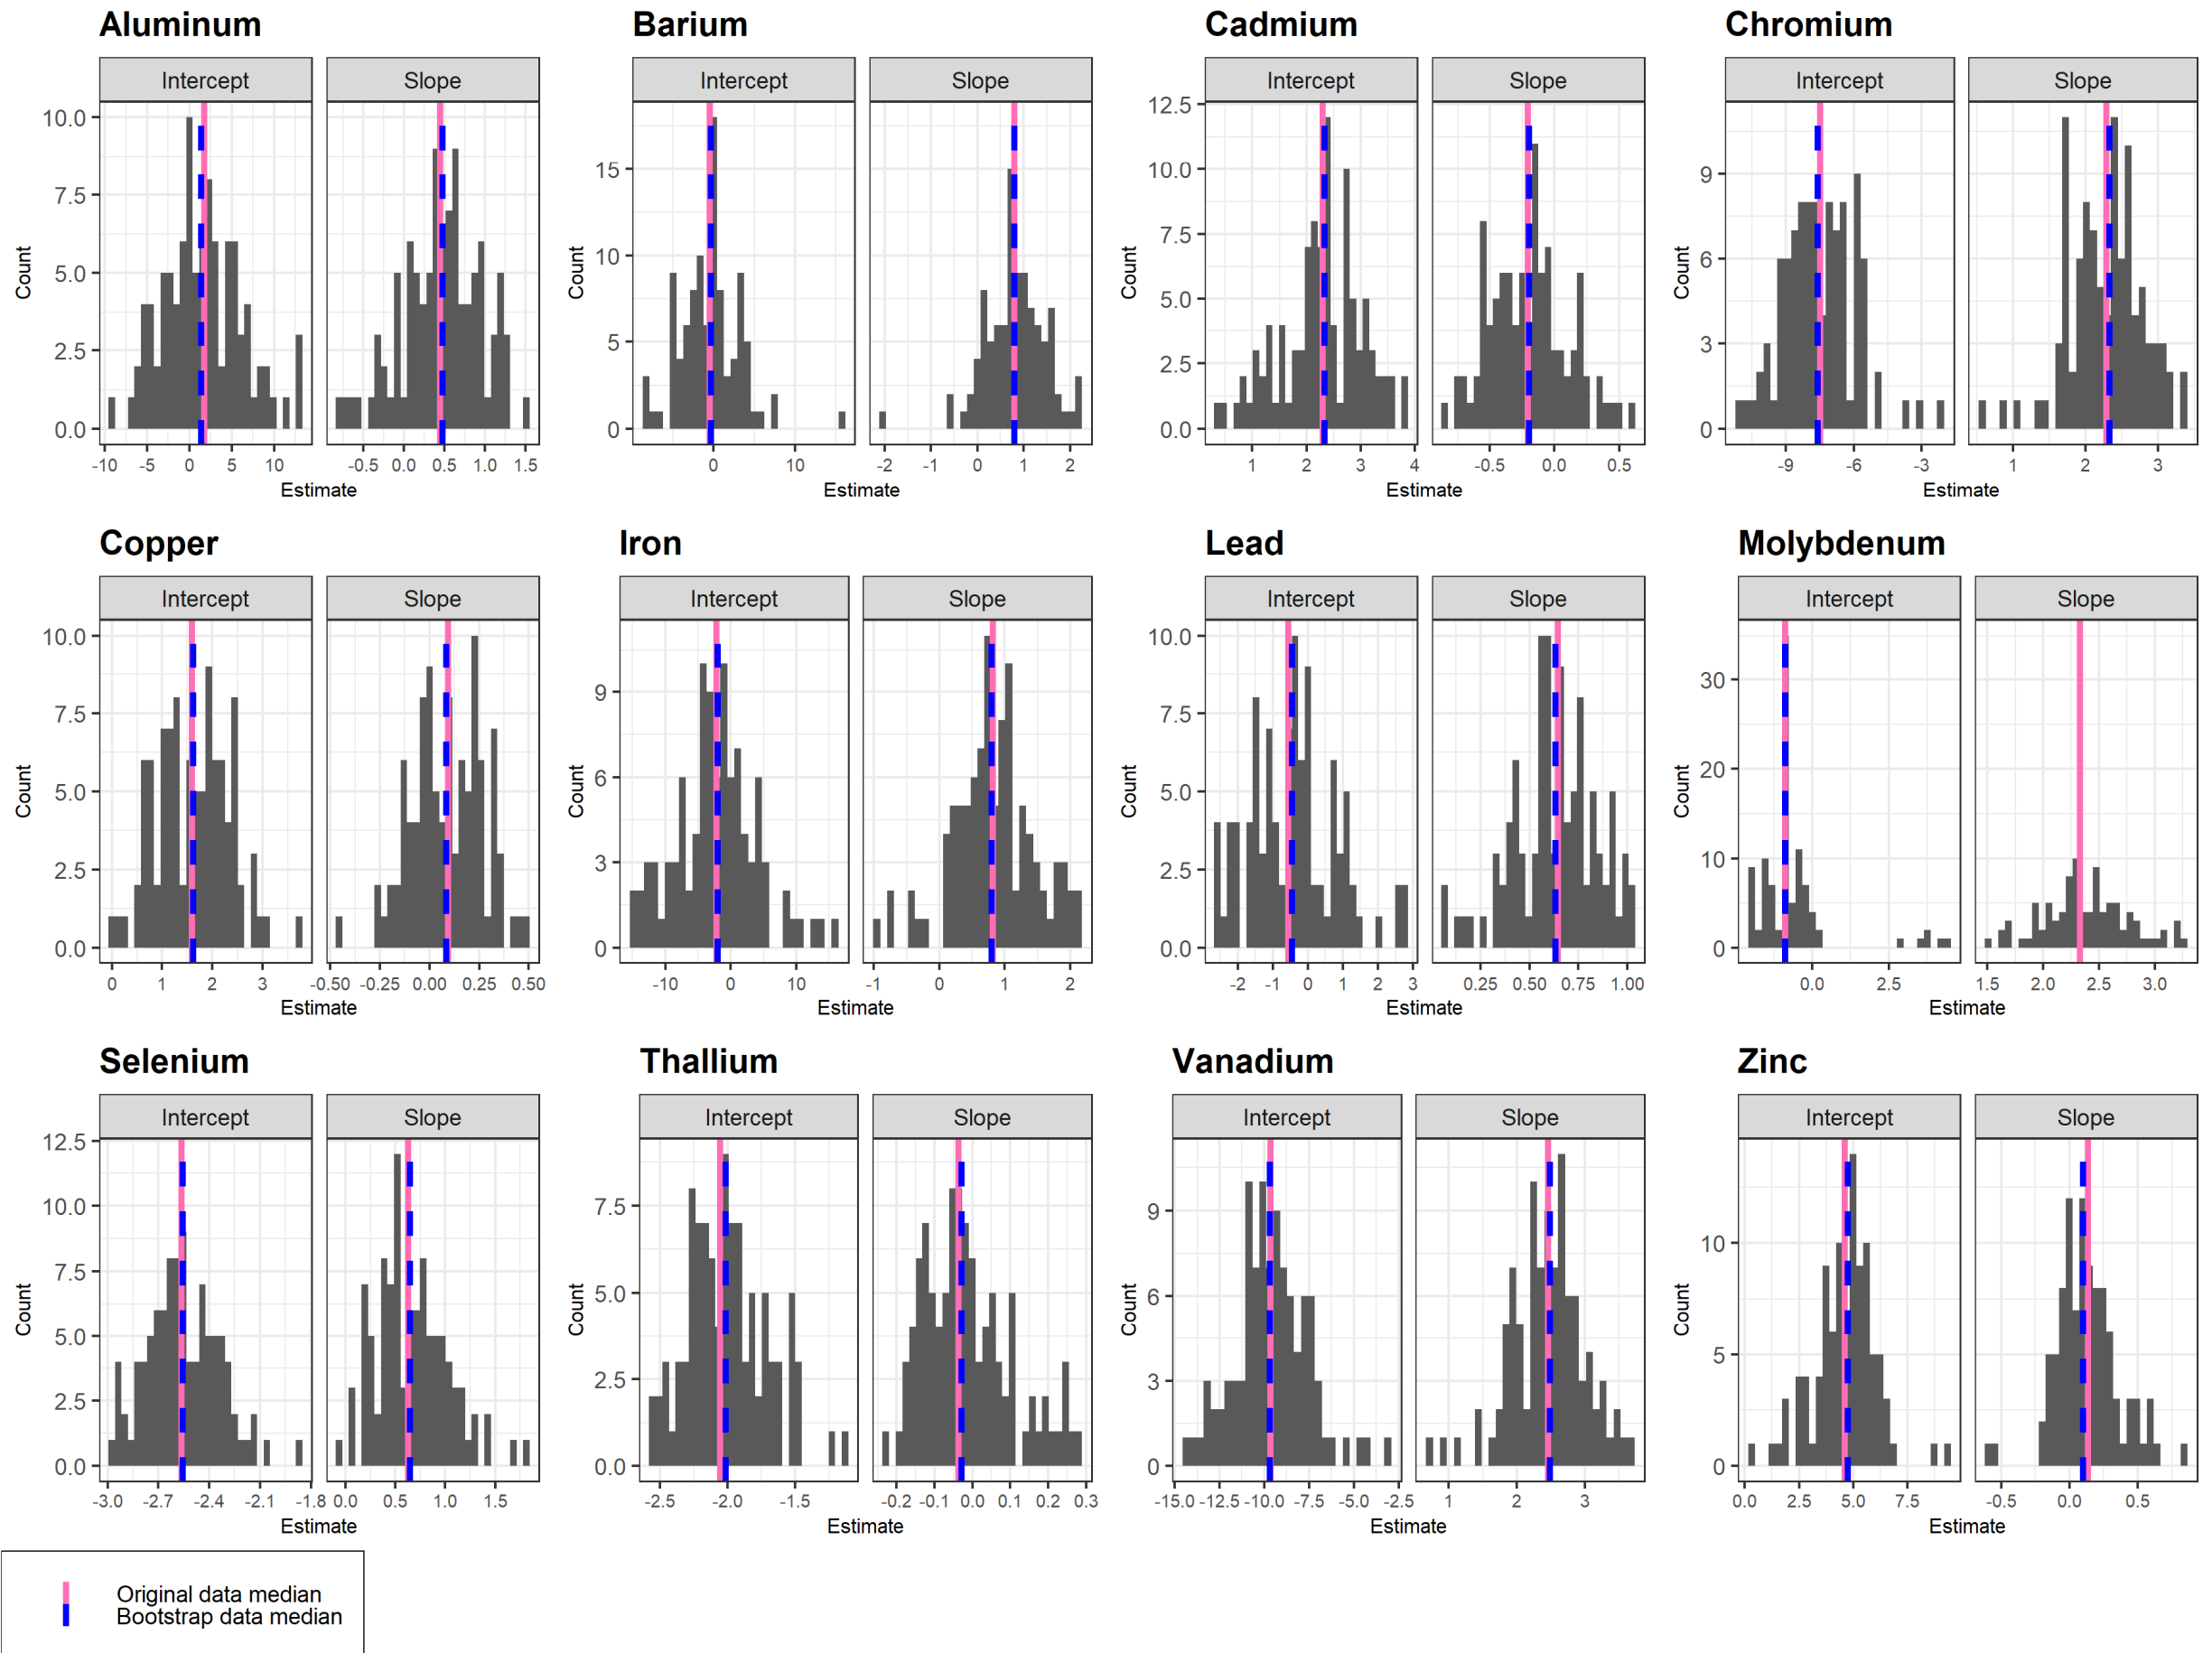 Aluminum Barium Cadmium Chromium
Intercept Slope Intercept Slope Intercept Slope Intercept Slope
Count 10.0 7.5 5.0 2.5 0.0
Count 15 10 5 0
Count 12.5 10.0 7.5 5.0 2.5 0.0
Count 9 6 3 0
-10 -5 0 5 10 -0.5 0.0 0.5 1.0 1.5 0 10 -2 -1 0 1 2 1 2 3 4 -0.5 0.0 0.5 -9 -6 -3 1 2 3
Estimate Estimate Estimate Estimate
Copper Iron Lead Molybdenum
Intercept Slope Intercept Slope Intercept Slope Intercept Slope
Count 10.0 7.5 5.0 2.5 0.0
Count 9 6 3 0
Count 10.0 7.5 5.0 2.5 0.0
Count 30 20 10 0
0 1 2 3 -0.50 -0.25 0.00 0.25 0.50 -10 0 10 -1 0 1 2 -2 -1 0 1 2 3 0.25 0.50 0.75 1.00 0.0 2.5 1.5 2.0 2.5 3.0
Estimate Estimate Estimate Estimate
Selenium Thallium Vanadium Zinc
Intercept Slope Intercept Slope Intercept Slope Intercept Slope
Count 12.5 10.0 7.5 5.0 2.5 0.0
Count 7.5 5.0 2.5 0.0
Count 9 6 3 0
Count 10 5 0
-3.0 -2.7 -2.4 -2.1 -1.8 0.0 0.5 1.0 1.5 -2.5 -2.0 -1.5 -0.2 -0.1 0.0 0.1 0.2 0.3 -15.0 -12.5 -10.0 -7.5 -5.0 -2.5 1 2 3 0.0 2.5 5.0 7.5 -0.5 0.0 0.5
Estimate Estimate Estimate Estimate
Original data median
Bootstrap data median